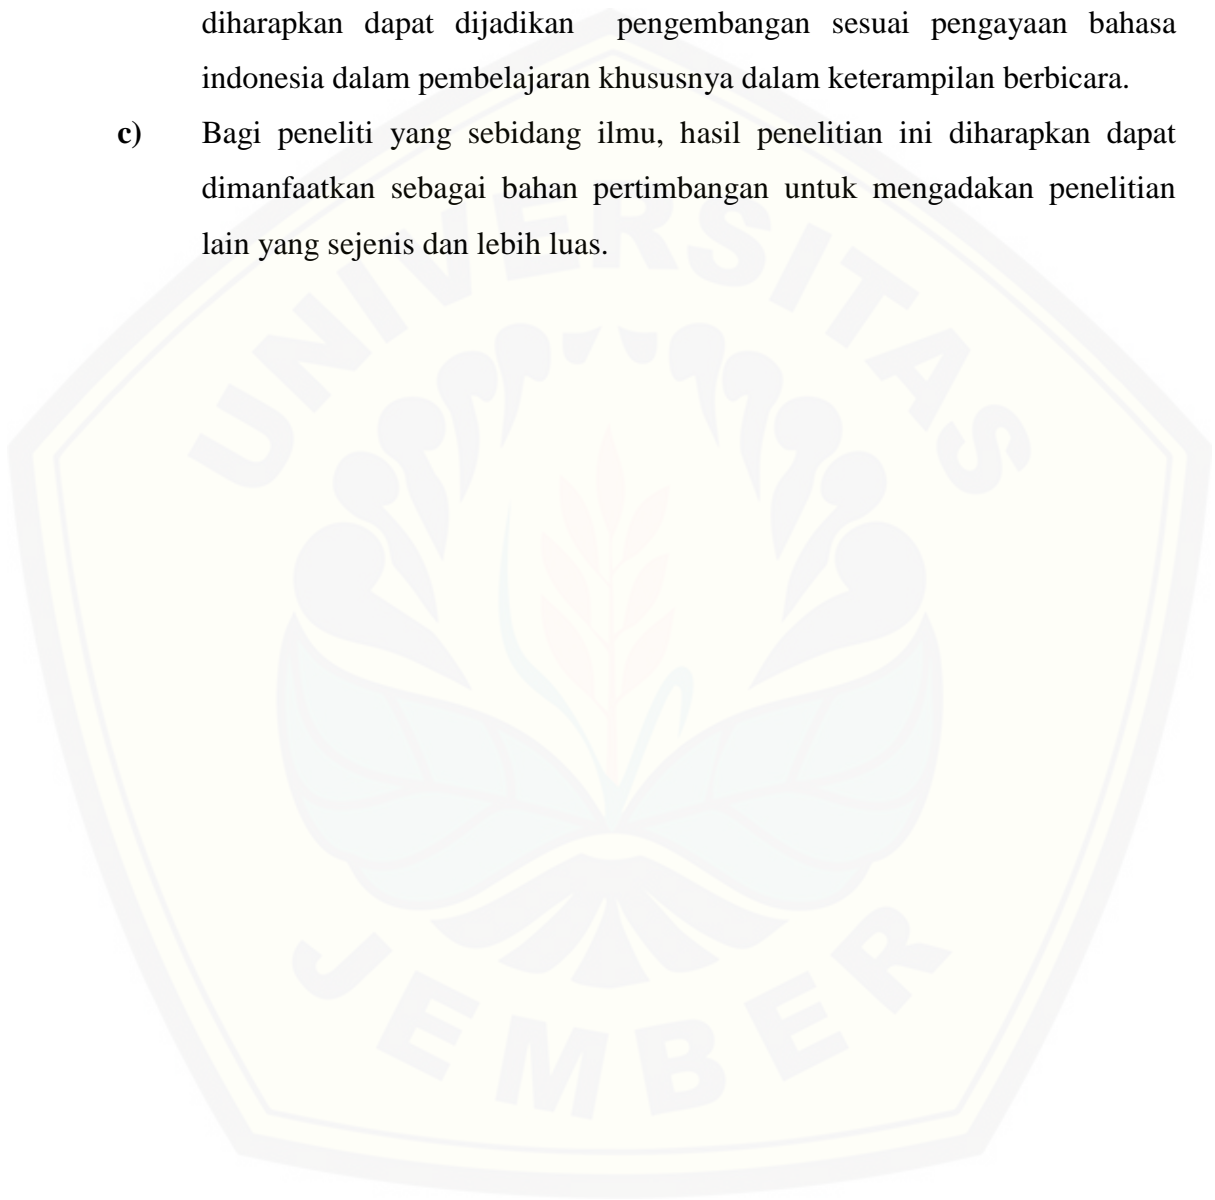 diharapkan dapat dijadikan pengembangan sesuai pengayaan bahasa
indonesia dalam pembelajaran khususnya dalam keterampilan berbicara.
c) Bagi peneliti yang sebidang ilmu, hasil penelitian ini diharapkan dapat
dimanfaatkan sebagai bahan pertimbangan untuk mengadakan penelitian
lain yang sejenis dan lebih luas.
UNIVERSITAS
JEMBER